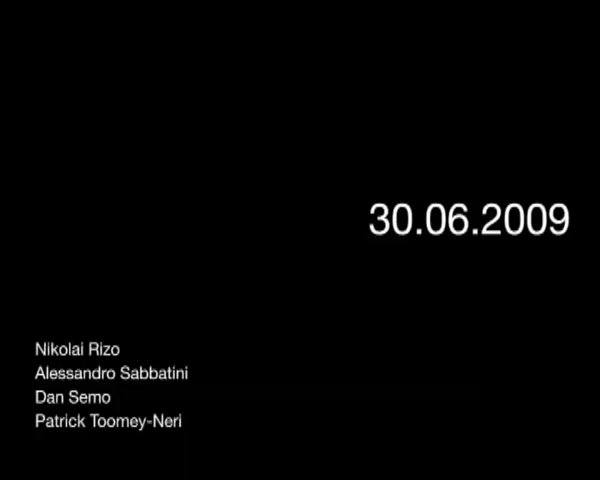 30.06.2009
Nikolai Rizo
Alessandro Sabbatini
Dan Semo
Patrick Toomey-Neri